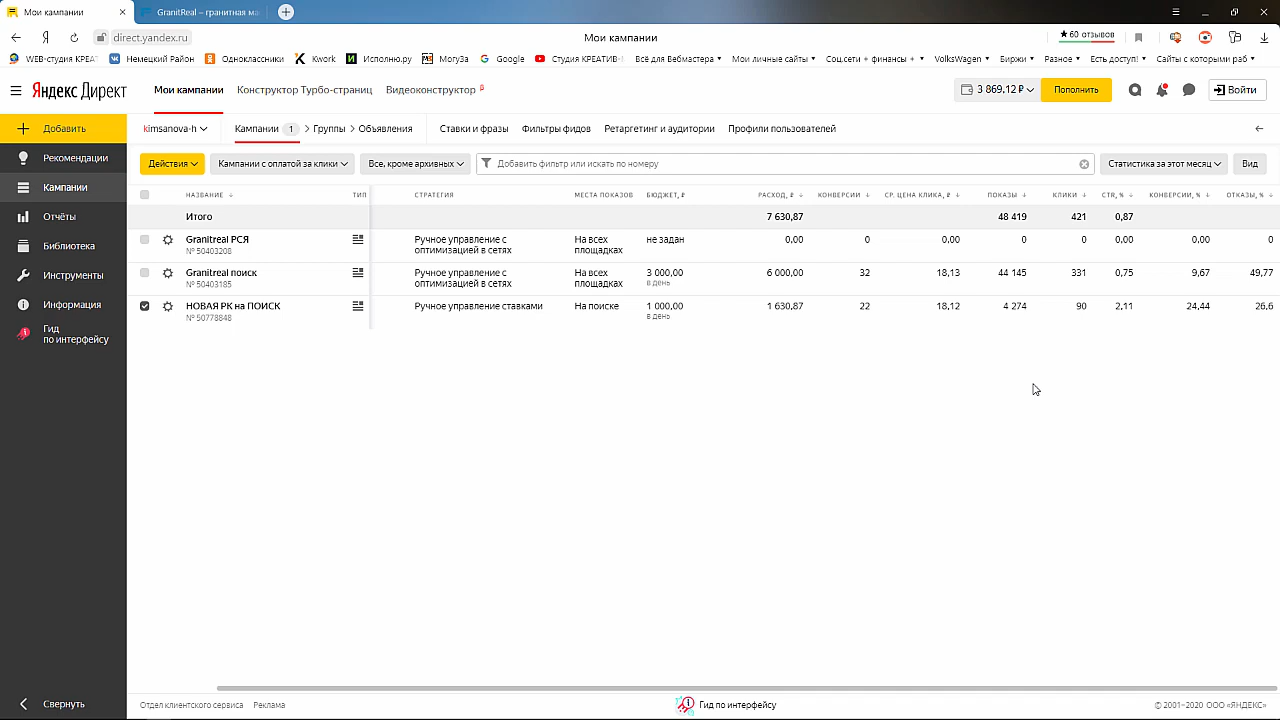 Мои кампании
GranitReal – гранитная ма
direct.yandex.ru
Мои кампании
★ 60 отзывов
WEB-студия КРЕА
Немецкий Район
Одноклассники
Kwork
Исполню.ру
МогуЗа
Google
Студия КРЕАТИВ-
Всё для Вебмастера
Мои личные сайты
Соц.сети + финансы +
VolksWagen
Биржи
Разное
Есть доступ!
Сайты с которыми раб
Яндекс Директ
Мои кампании
Конструктор Турбо-страниц
Видеоконструктор β
3 869,12 ₽
Пополнить
Войти
Добавить
Рекомендации
Кампании
Отчёты
Библиотека
Инструменты
Информация
Гид
по интерфейсу
Свернуть
kimsanova-h
Кампании 1
Группы
Объявления
Ставки и фразы
Фильтры фидов
Ретаргетинг и аудитории
Профили пользователей
Действия
Кампании с оплатой за клики
Все, кроме архивных
Добавить фильтр или искать по номеру
Статистика за этот месяц
Вид
НАЗВАНИЕ ТИП СТРАТЕГИЯ МЕСТА ПОКАЗОВ БЮДЖЕТ, ₽ РАСХОД, ₽ КОНВЕРСИИ СР. ЦЕНА КЛИКА, ₽ ПОКАЗЫ КЛИКИ CTR, % КОНВЕРСИИ, % ОТКАЗЫ, %
Итого 7 630,87 48 419 421 0,87
Granitreal РСЯ Ручное управление с На всех не задан 0,00 0 0,00 0 0 0,00 0,00 0
№ 50403208 оптимизацией в сетях площадках
Granitreal поиск Ручное управление с На всех 3 000,00 6 000,00 32 18,13 44 145 331 0,75 9,67 49,77
№ 50403185 оптимизацией в сетях площадках в день
НОВАЯ РК на ПОИСК Ручное управление ставками На поиске 1 000,00 1 630,87 22 18,12 4 274 90 2,11 24,44 26,6
№ 50778848 в день
Отдел клиентского сервиса
Реклама
Гид по интерфейсу
© 2001–2020 ООО «ЯНДЕКС»